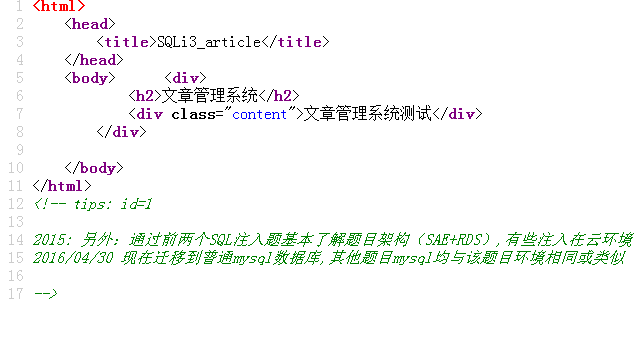 1 <html>
2 <head>
3 <title>SQLi3_article</title>
4 </head>
5 <body> <div>
6 <h2>文章管理系统</h2>
7 <div class="content">文章管理系统测试</div>
8 </div>
9
10 </body>
11 </html>
12 <!-- tips: id=1
13
14 2015: 另外：通过前两个SQL注入题基本了解题目架构（SAE+RDS）,有些注入在云环境
15 2016/04/30 现在迁移到普通mysql数据库,其他题目mysql均与该题目环境相同或类似
16
17 -->